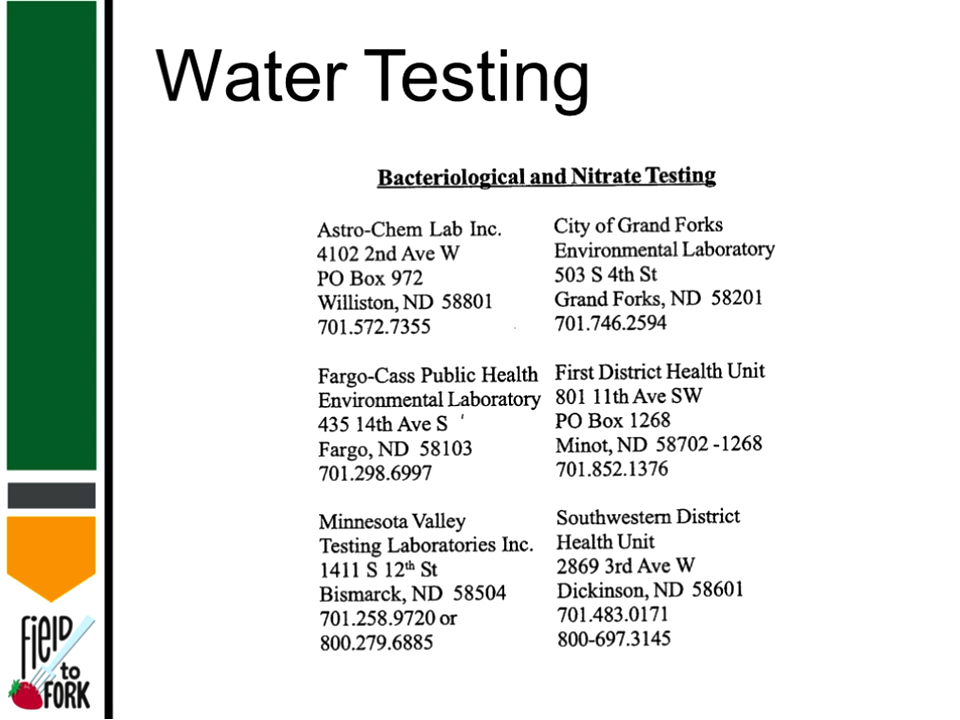 Water Testing
Bacteriological and Nitrate Testing
Astro-Chem Lab Inc.
4102 2nd Ave W
PO Box 972
Williston, ND 58801
701.572.7355
City of Grand Forks
Environmental Laboratory
503 S 4th St
Grand Forks, ND 58201
701.746.2594
Fargo-Cass Public Health
Environmental Laboratory
435 14th Ave S
Fargo, ND 58103
701.298.6997
First District Health Unit
801 11th Ave SW
PO Box 1268
Minot, ND 58702 -1268
701.852.1376
Minnesota Valley
Testing Laboratories Inc.
1411 S 12th St
Bismarck, ND 58504
701.258.9720 or
800.279.6885
Southwestern District
Health Unit
2869 3rd Ave W
Dickinson, ND 58601
701.483.0171
800-697.3145
FiELD
to
FORK